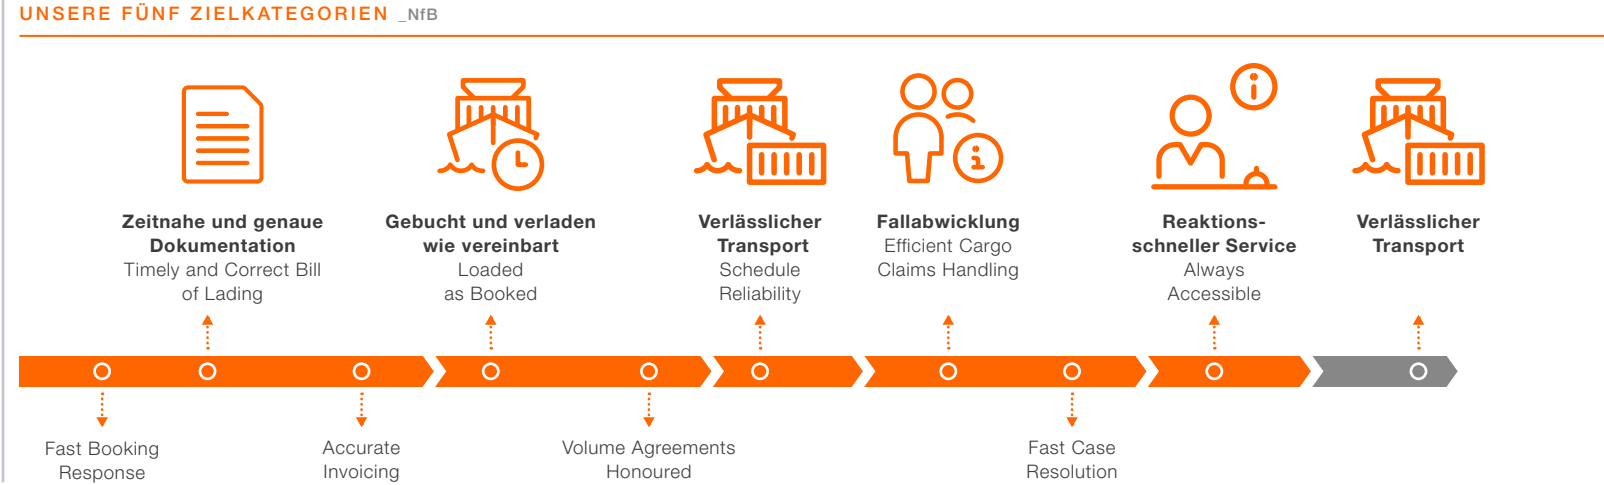 UNSERE FÜNF ZIELKATEGORIEN _NfB
Zeitnahe und genaue
Dokumentation
Timely and Correct Bill
of Lading
Gebucht und verladen
wie vereinbart
Loaded
as Booked
Verlässlicher
Transport
Schedule
Reliability
Fallabwicklung
Efficient Cargo
Claims Handling
Reaktions-
schneller Service
Always
Accessible
Verlässlicher
Transport
Fast Booking
Response
Accurate
Invoicing
Volume Agreements
Honoured
Fast Case
Resolution